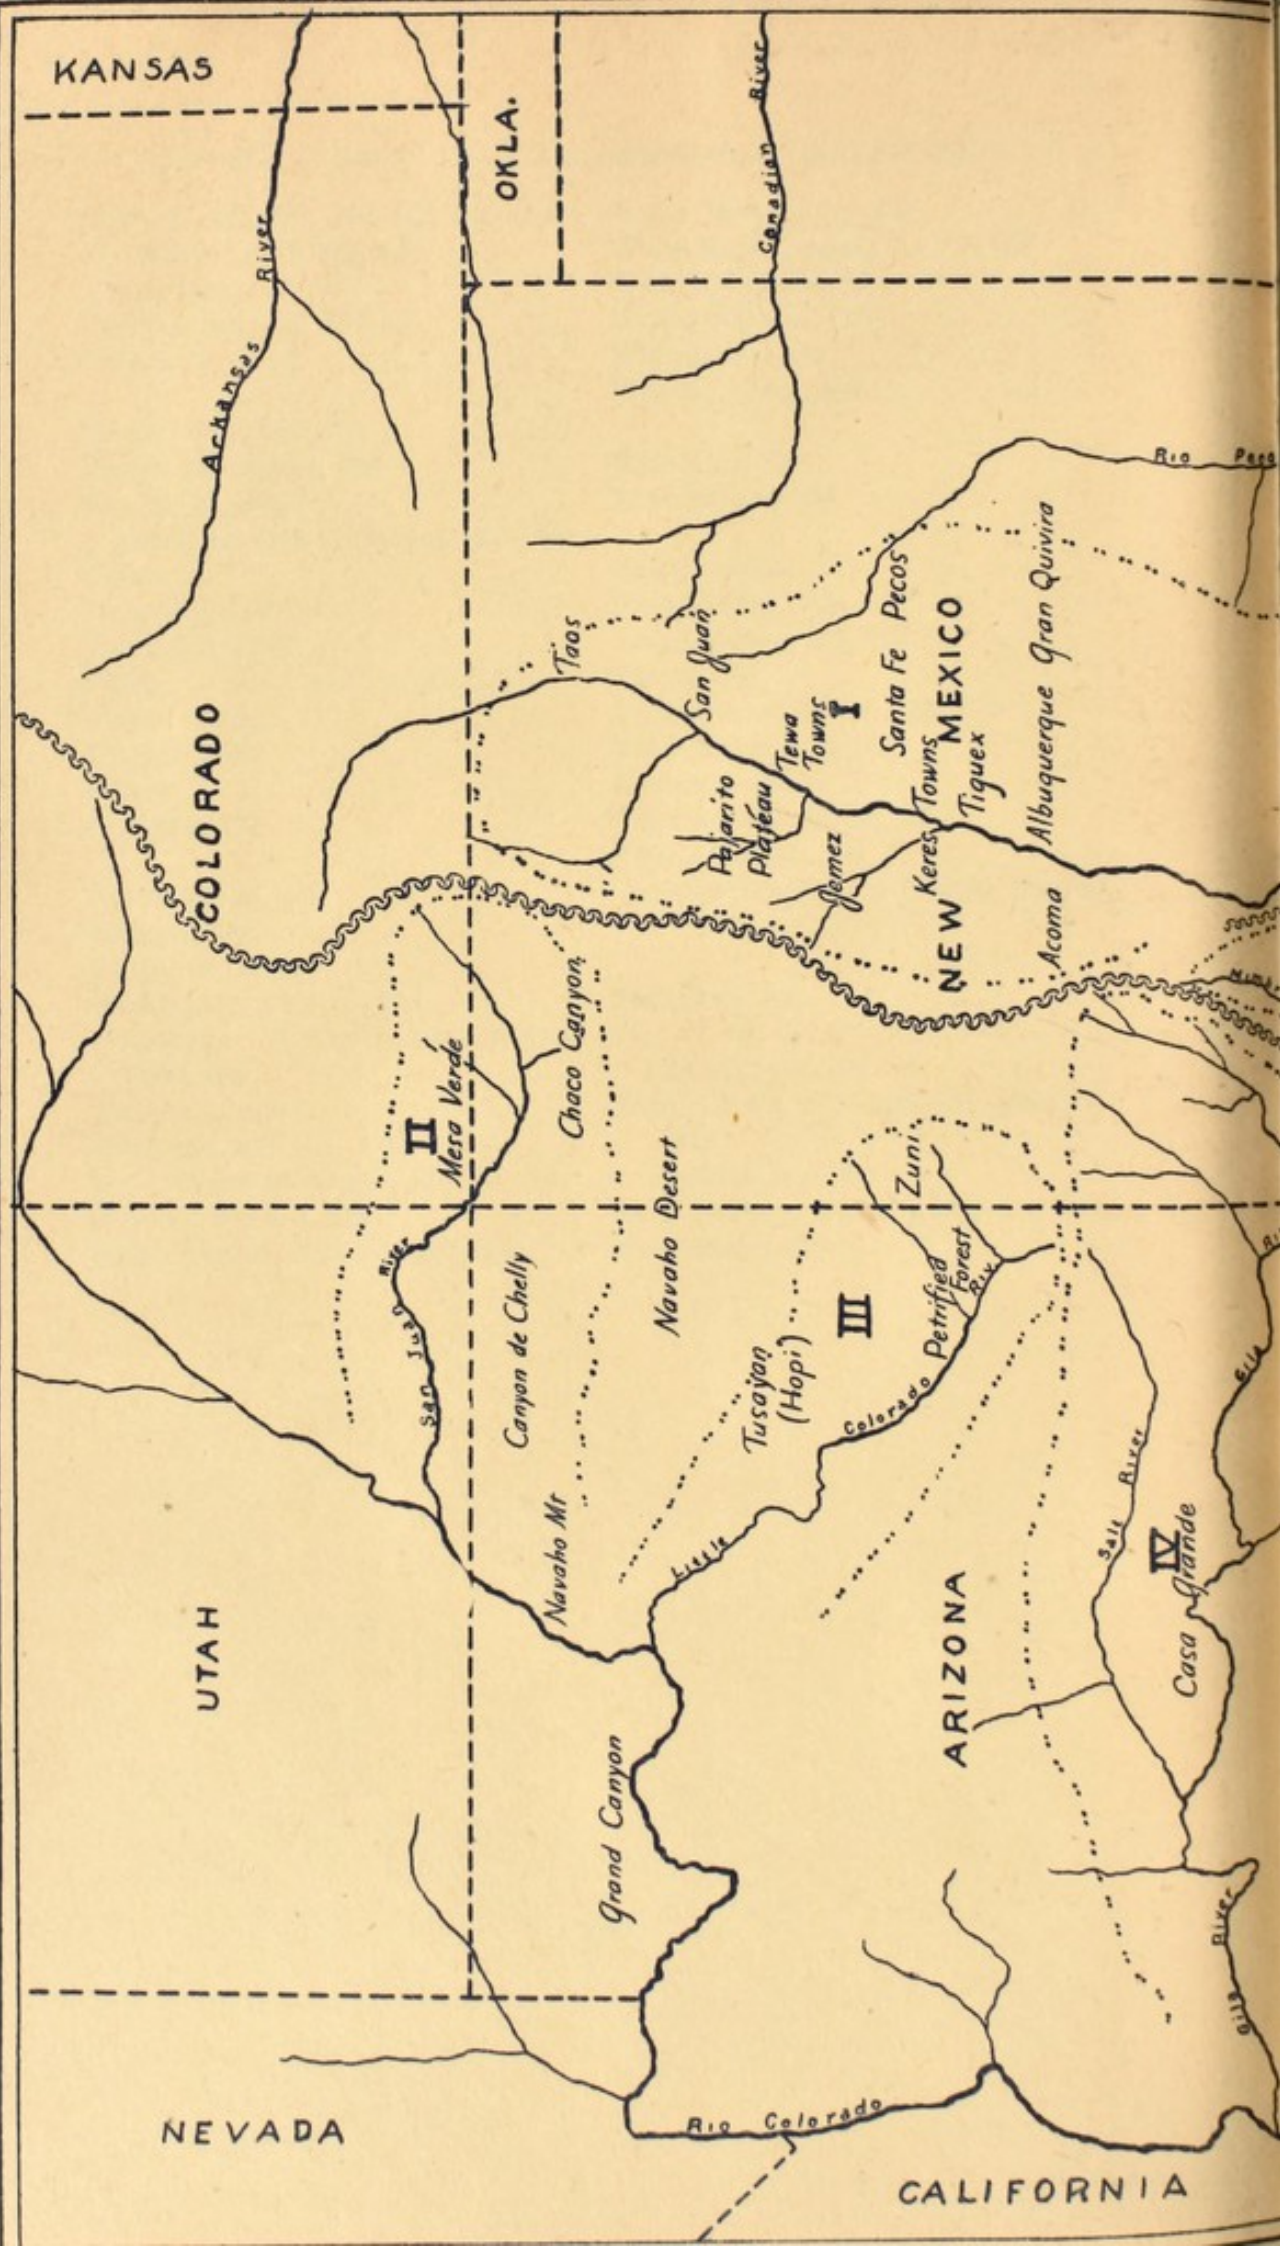 KANSAS
OKLA.
Canadian River
Arkansas River
COLORADO
Rio
Taos
San Juan
Tewa
Towns
I
Santa Fe
Pecos
NEW MEXICO
Albuquerque
Gran Quivira
Pajarito
Plateau
Jemez
Keres Towns
Tiguex
Acoma
II
Mesa Verdé
Chaco Canyon
Navaho Desert
Zuni
San Juan River
Canyon de Chelly
Tusayan
(Hopi)
III
Petrified
Forest
Little Colorado Riv.
Navaho Mt
UTAH
Grand Canyon
ARIZONA
Salt River
IV
Casa Grande
Gila
Gila River
NEVADA
Rio Colorado
CALIFORNIA